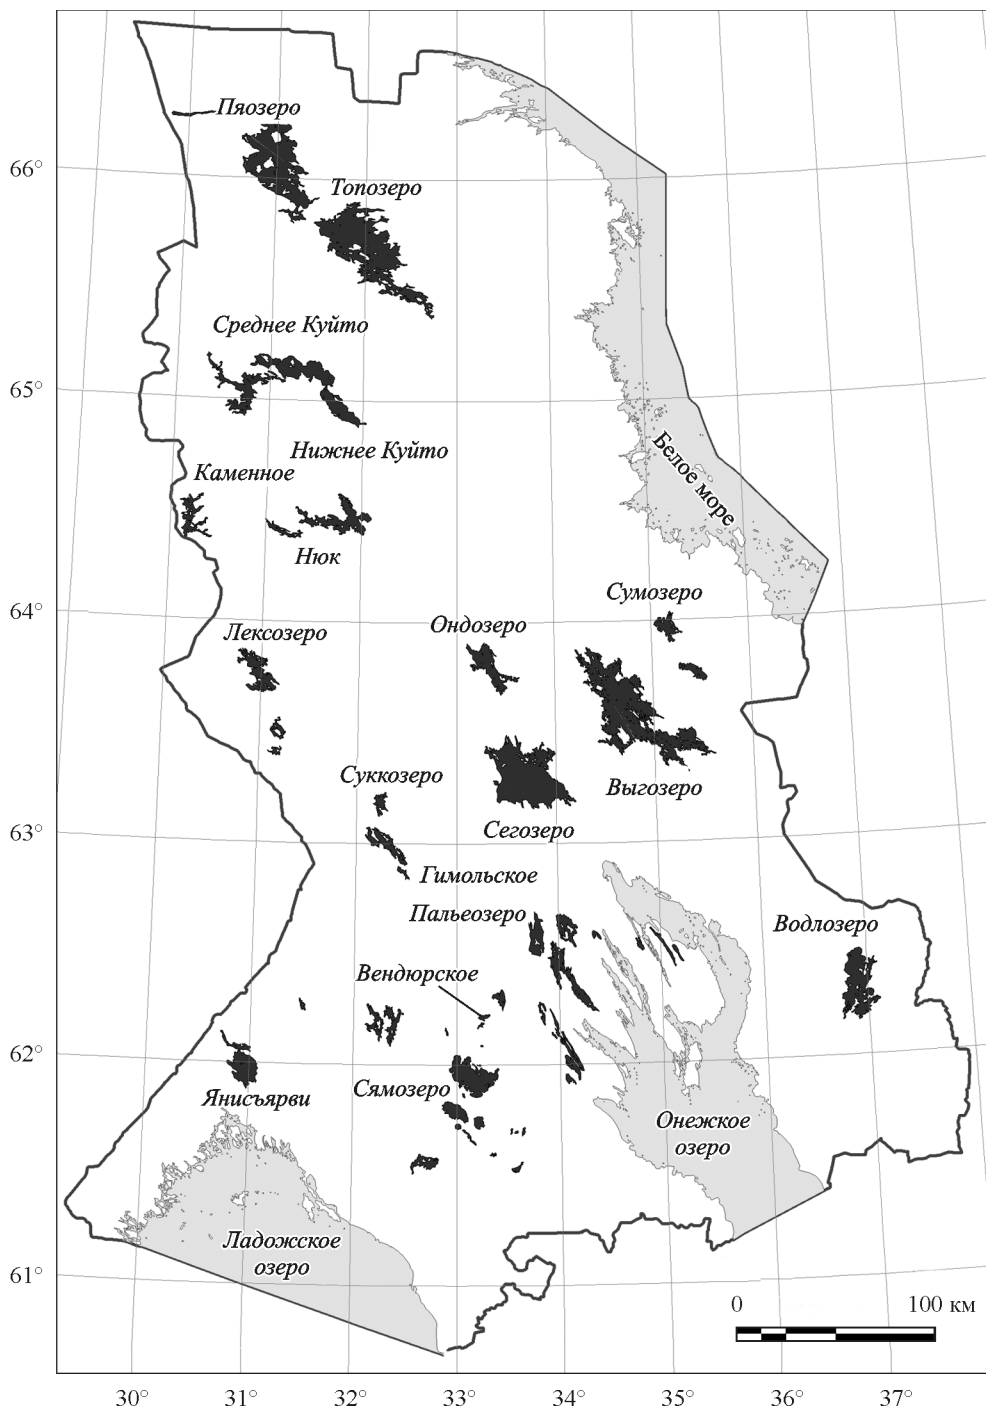 Пяозеро
66°
Топозеро
Среднее Куйто
65°
Нижнее Куйто
Каменное
Белое море
Нюк
Сумозеро
64°
Ондозеро
Лексозеро
Суккозеро
Выгозеро
63°
Сегозеро
Гимольское
Пальеозеро
Водлозеро
Вендюрское
62°
Сямозеро
Янисъярви
Онежское
озеро
Ладожское
озеро
61°
0 100 км
30° 31° 32° 33° 34° 35° 36° 37°